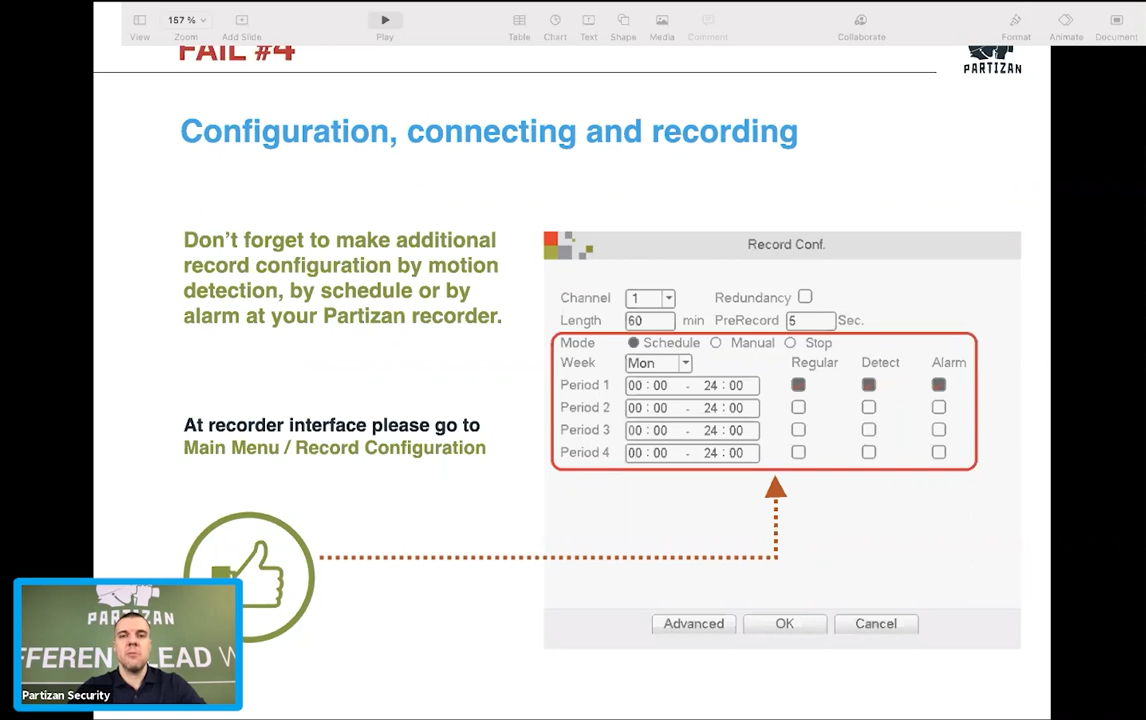 157 %
View
Zoom
Add Slide
Play
Table
Chart
Text
Shape
Media
Comment
Collaborate
Format
Animate
Document
FAIL #4
PARTIZAN
Configuration, connecting and recording
Don't forget to make additional
record configuration by motion
detection, by schedule or by
alarm at your Partizan recorder.
At recorder interface please go to
Main Menu / Record Configuration
Record Conf.
Channel 1 Redundancy
Length 60 min PreRecord 5 Sec.
Mode Schedule Manual Stop
Week Mon Regular Detect Alarm
Period 1 00 : 00 - 24 : 00
Period 2 00 : 00 - 24 : 00
Period 3 00 : 00 - 24 : 00
Period 4 00 : 00 - 24 : 00
Advanced OK Cancel
PARTIZAN
LEAD
Partizan Security